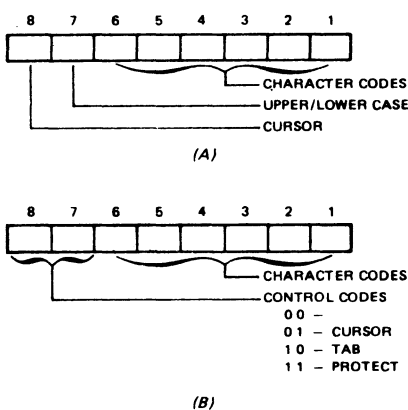 8 7 6 5 4 3 2 1
CHARACTER CODES
UPPER/LOWER CASE
CURSOR
(A)
8 7 6 5 4 3 2 1
CHARACTER CODES
CONTROL CODES
0 0 –
0 1 – CURSOR
1 0 – TAB
1 1 – PROTECT
(B)